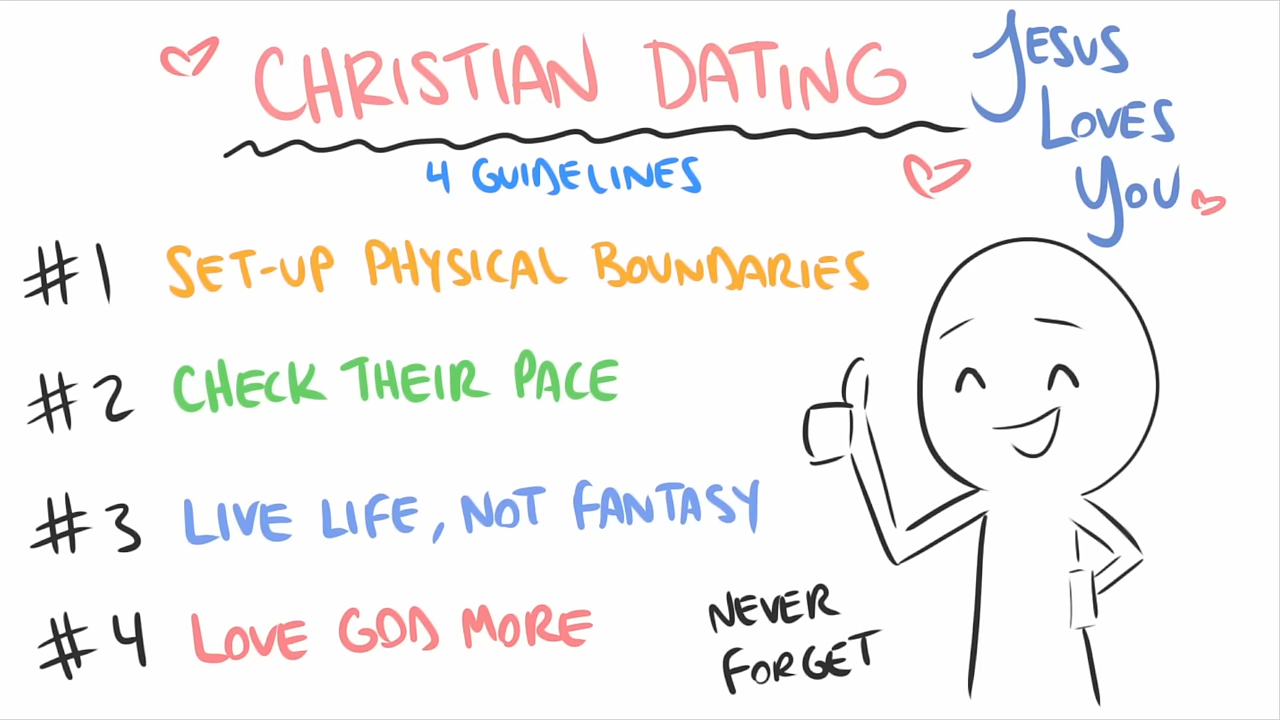 CHRISTIAN DATING
JESUS
LOVES
YOU
4 GUIDELINES
#1 SET-UP PHYSICAL BOUNDARIES
#2 CHECK THEIR PACE
#3 LIVE LIFE, NOT FANTASY
#4 LOVE GOD MORE
NEVER
FORGET